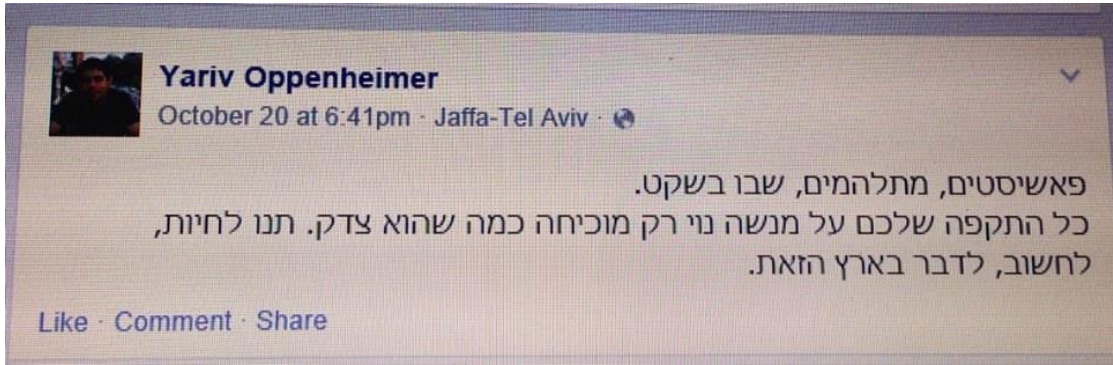 Yariv Oppenheimer
October 20 at 6:41pm · Jaffa-Tel Aviv ·
פאשיסטים, מתלהמים, שבו בשקט.
כל התקפה שלכם על מנשה נוי רק מוכיחה כמה שהוא צדק. תנו לחיות,
לחשוב, לדבר בארץ הזאת.
Like · Comment · Share